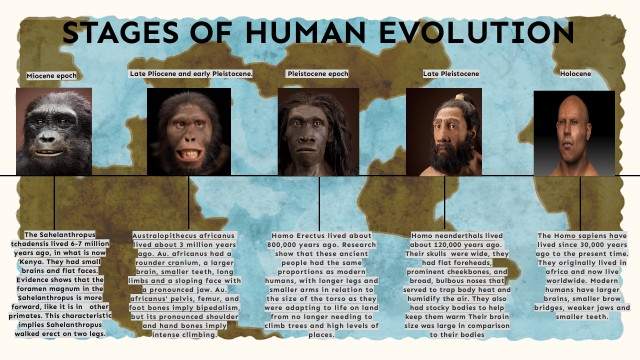 STAGES OF HUMAN EVOLUTION
Miocene epoch
Late Pliocene and early Pleistocene.
Pleistocene epoch
Late Pleistocene
Holocene
The Sahelanthropus
tchadensis lived 6-7 million
years ago, in what is now
Kenya. They had small
brains and flat faces.
Evidence shows that the
foramen magnum in the
Sahelanthropus is more
forward, like it is in other
primates. This characteristic
implies Sahelanthropus
walked erect on two legs.
Australopithecus africanus
lived about 3 million years
ago. Au. africanus had a
rounder cranium, a larger
brain, smaller teeth, long
limbs and a sloping face with
a pronounced jaw. Au.
africanus' pelvis, femur, and
foot bones imply bipedalism,
but its pronounced shoulder
and hand bones imply
intense climbing.
Homo Erectus lived about
800,000 years ago. Research
show that these ancient
people had the same
proportions as modern
humans, with longer legs and
smaller arms in relation to
the size of the torso as they
were adapting to life on land
from no longer needing to
climb trees and high levels of
places.
Homo neanderthals lived
about 120,000 years ago.
Their skulls were wide, they
had flat foreheads,
prominent cheekbones, and
broad, bulbous noses that
served to trap body heat and
humidify the air. They also
had stocky bodies to help
keep them warm Their brain
size was large in comparison
to their bodies
The Homo sapiens have
lived since 30,000 years
ago to the present time.
They originally lived in
africa and now live
worldwide. Modern
humans have larger
brains, smaller brow
bridges, weaker jaws and
smaller teeth.